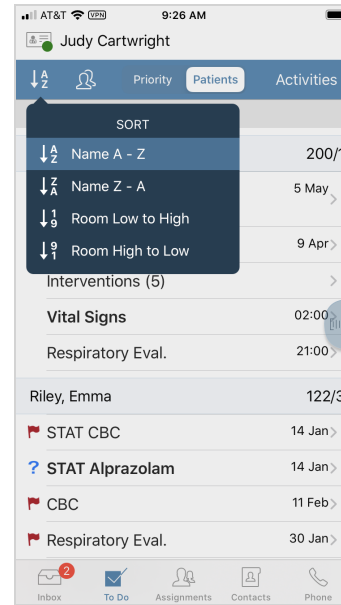 AT&T VPN 9:26 AM
Judy Cartwright
Priority Patients Activities
SORT
Name A - Z 200/1
Name Z - A 5 May
Room Low to High
Room High to Low 9 Apr
Interventions (5)
Vital Signs 02:00
Respiratory Eval. 21:00
Riley, Emma 122/3
STAT CBC 14 Jan
? STAT Alprazolam 14 Jan
CBC 11 Feb
Respiratory Eval. 30 Jan
2
Inbox To Do Assignments Contacts Phone